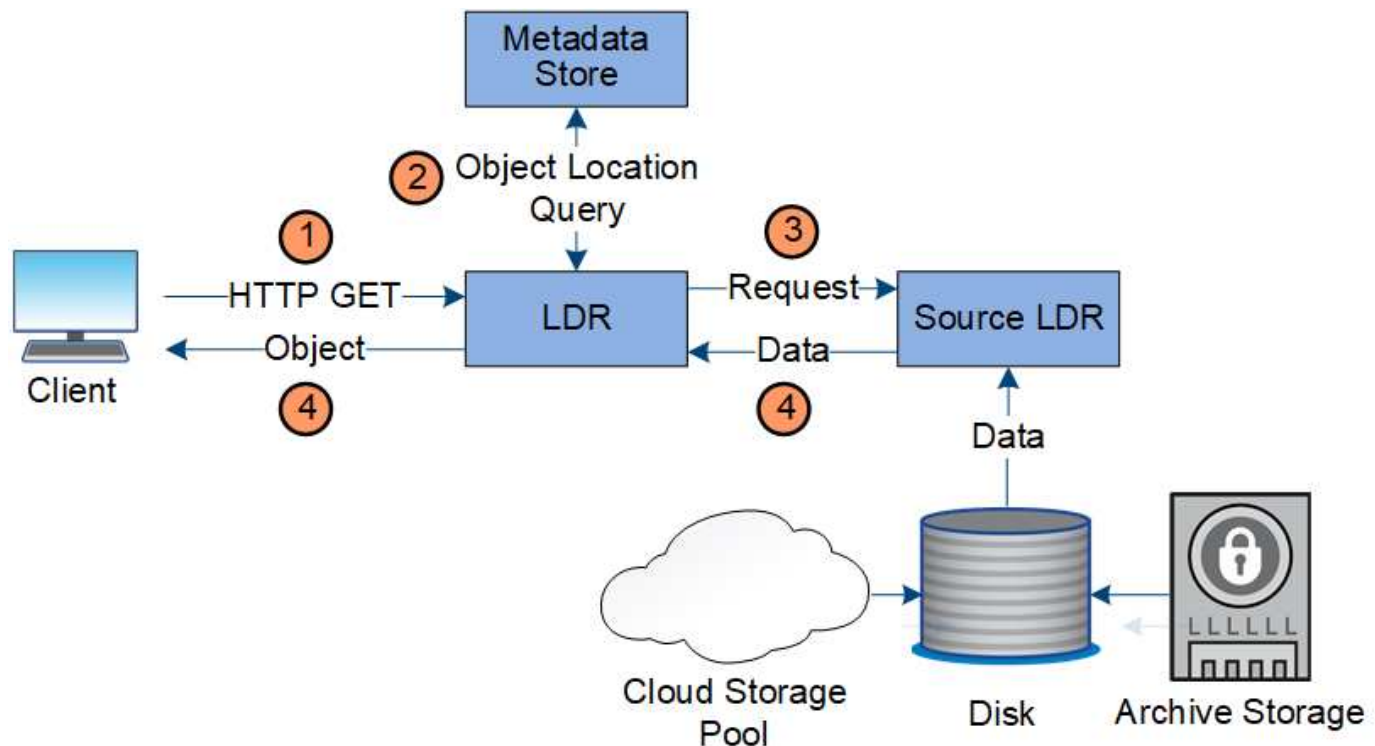 Metadata
Store
2
Object Location
Query
1
3
HTTP GET
Request
LDR
Source LDR
Object
Data
Client
4
4
Data
LLLLLL
Cloud Storage
Pool
Disk
Archive Storage